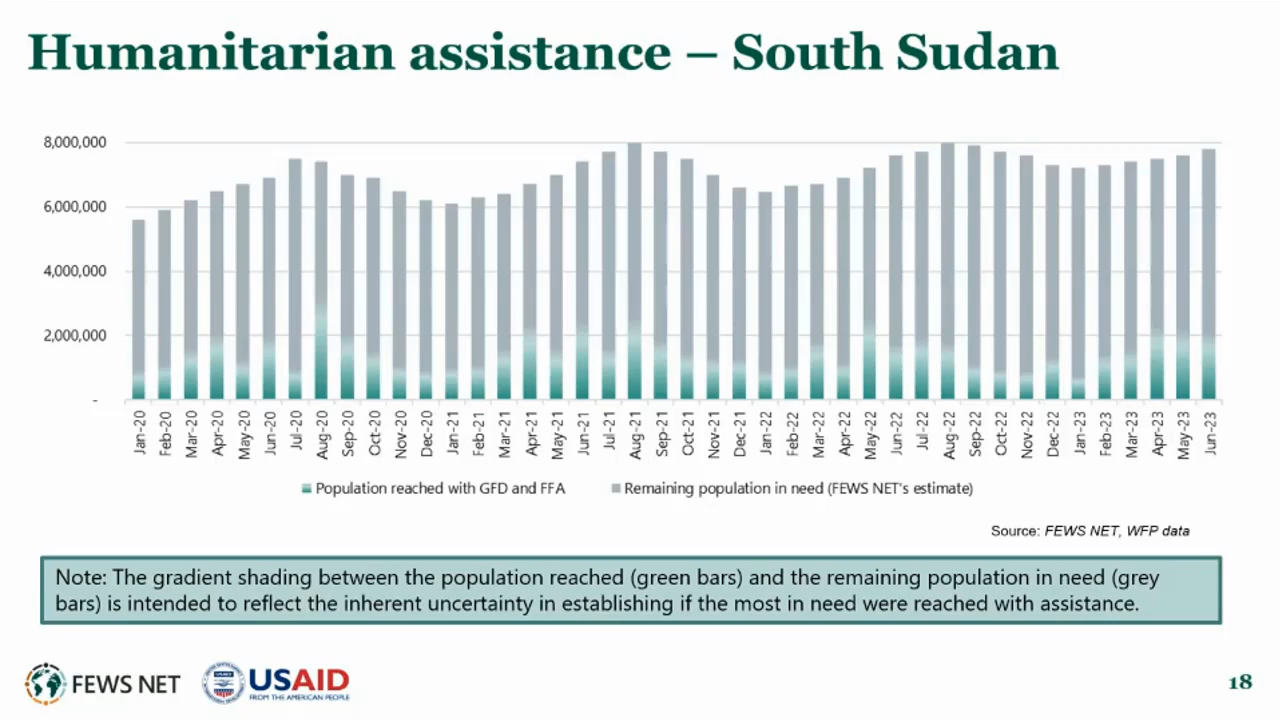 Humanitarian assistance – South Sudan
8,000,000
6,000,000
4,000,000
2,000,000
-
Jan-20
Feb-20
Mar-20
Apr-20
May-20
Jun-20
Jul-20
Aug-20
Sep-20
Oct-20
Nov-20
Dec-20
Jan-21
Feb-21
Mar-21
Apr-21
May-21
Jun-21
Jul-21
Aug-21
Sep-21
Oct-21
Nov-21
Dec-21
Jan-22
Feb-22
Mar-22
Apr-22
May-22
Jun-22
Jul-22
Aug-22
Sep-22
Oct-22
Nov-22
Dec-22
Jan-23
Feb-23
Mar-23
Apr-23
May-23
Jun-23
Population reached with GFD and FFA
Remaining population in need (FEWS NET's estimate)
Source: FEWS NET, WFP data
Note: The gradient shading between the population reached (green bars) and the remaining population in need (grey
bars) is intended to reflect the inherent uncertainty in establishing if the most in need were reached with assistance.
FEWS NET
USAID
FROM THE AMERICAN PEOPLE
18